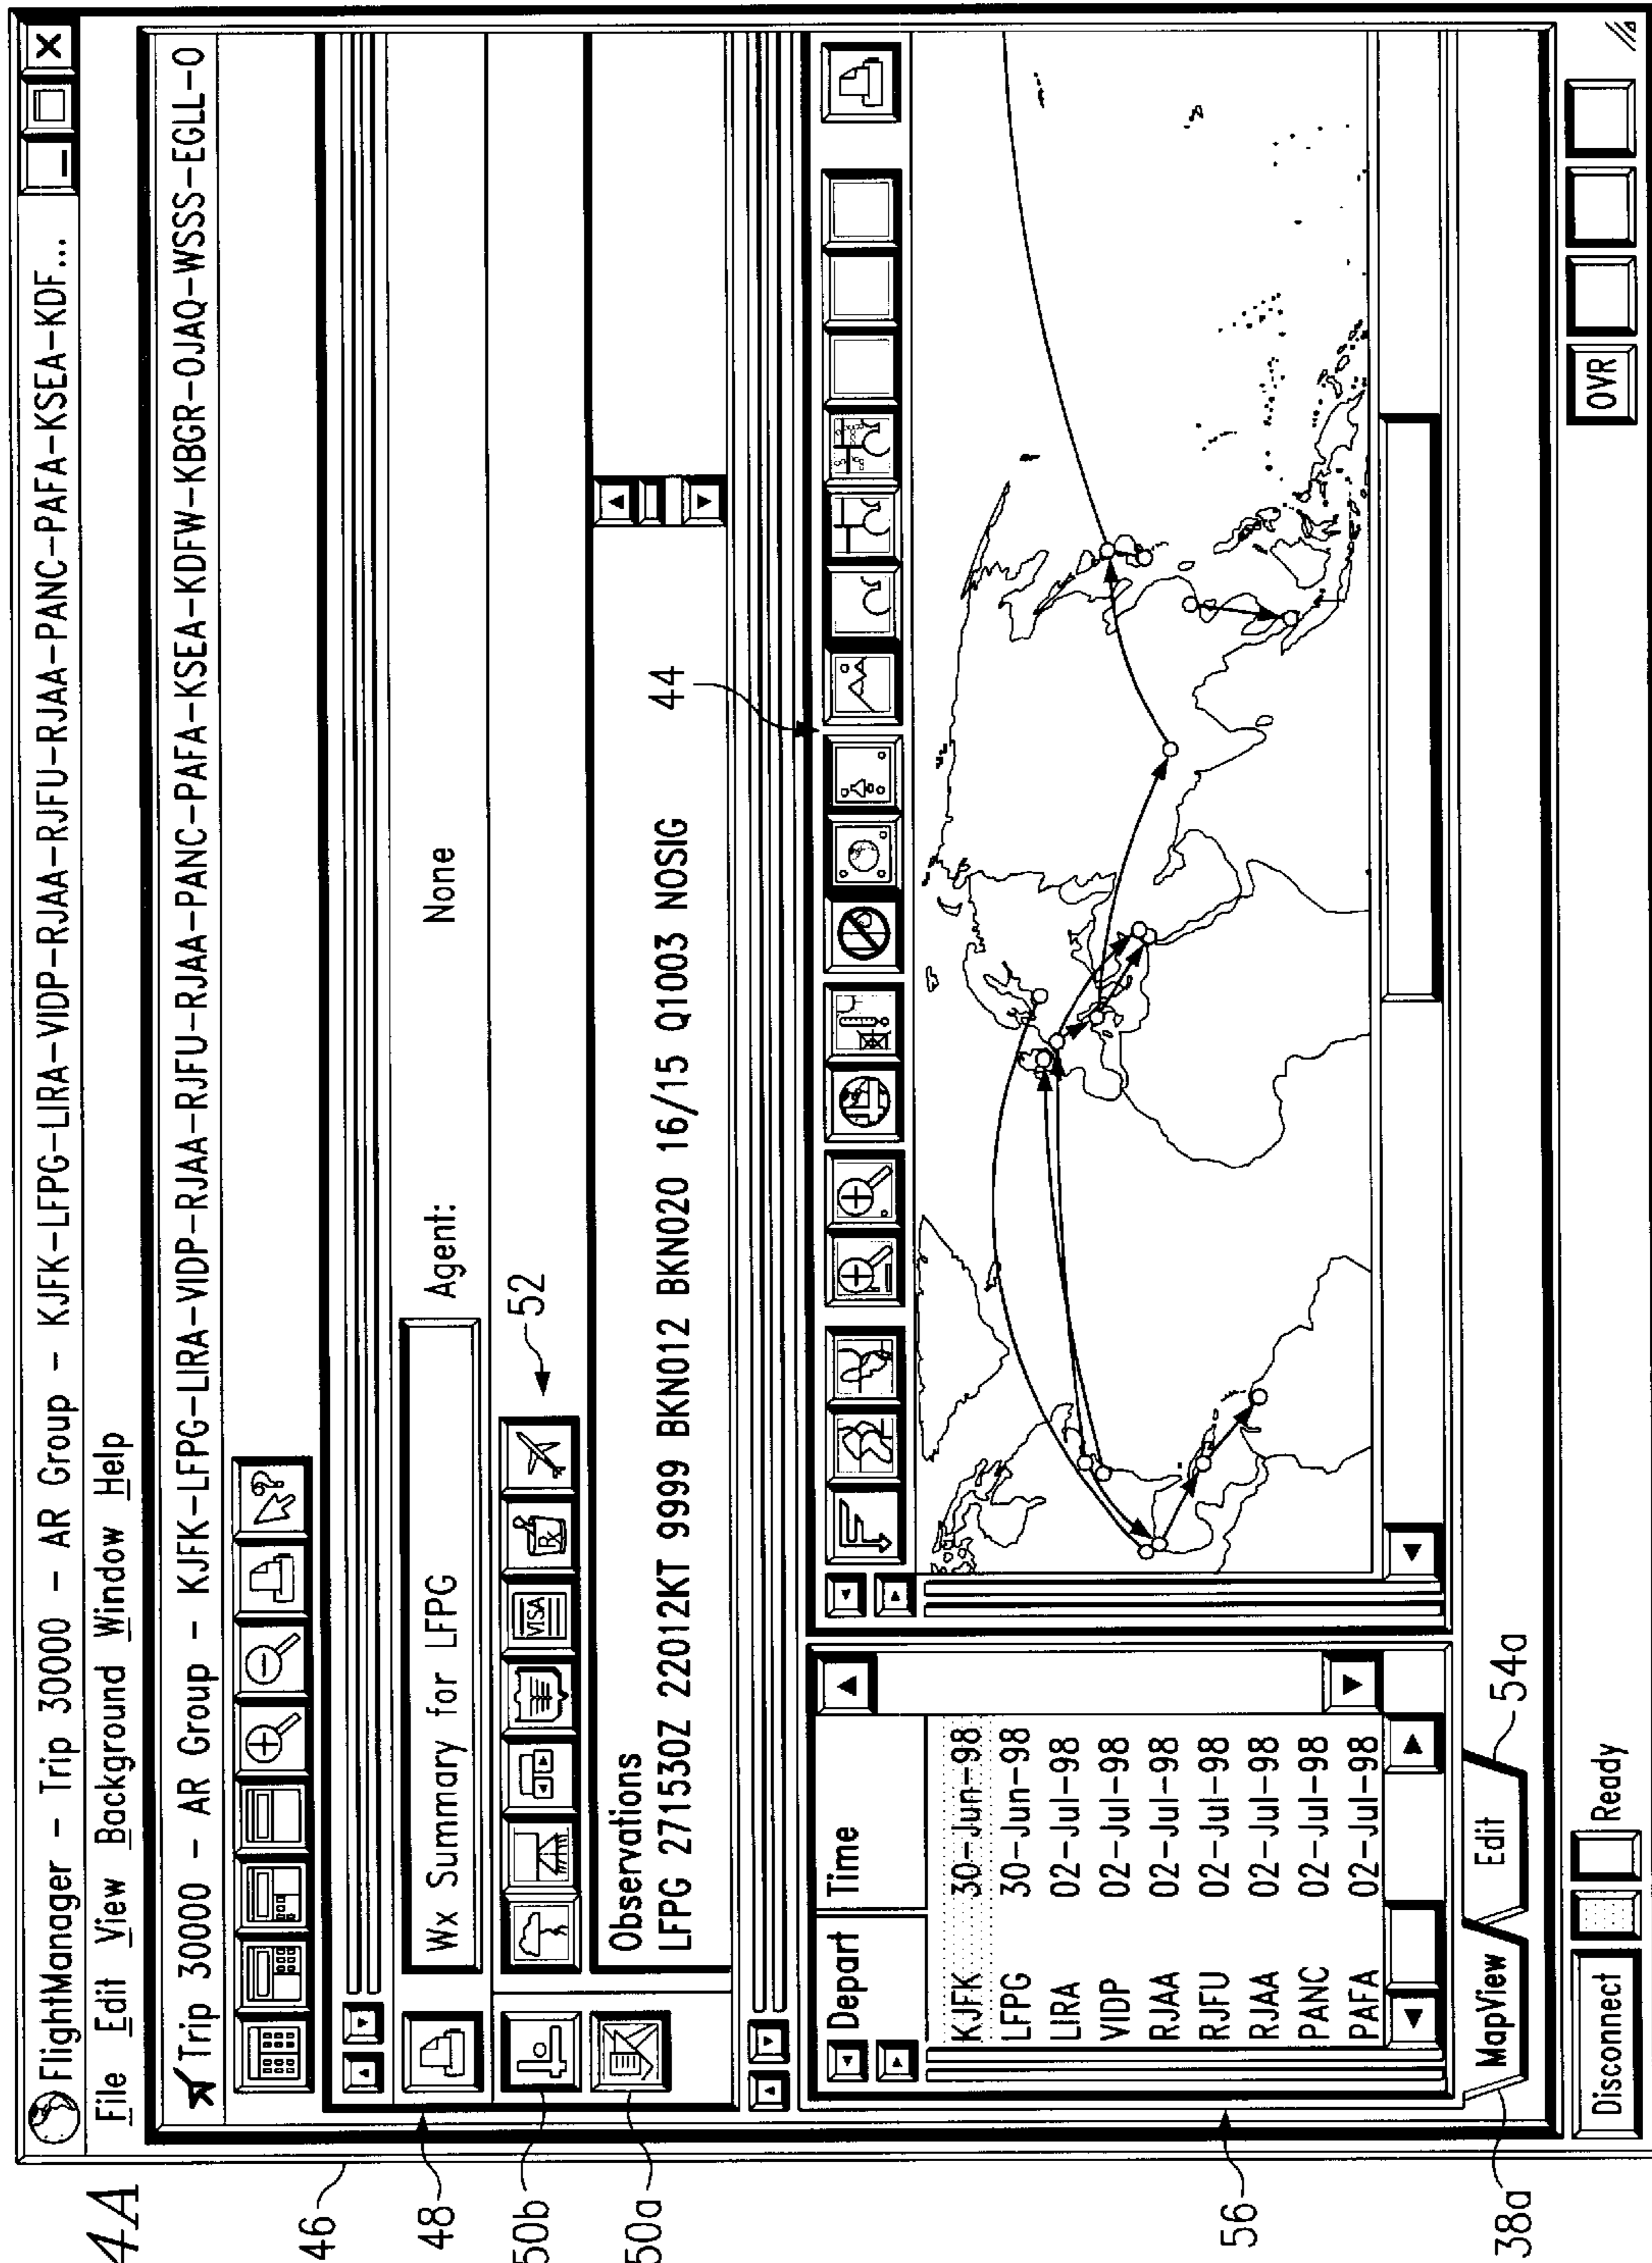 FlightManager - Trip 30000 - AR Group - KJFK-LFPG-LIRA-VIDP-RJAA-RJFU-RJAA-PANC-PAFA-KSEA-KDF...
File Edit View Background Window Help
Trip 30000 - AR Group - KJFK-LFPG-LIRA-VIDP-RJAA-RJFU-RJAA-PANC-PAFA-KSEA-KDFW-KBGR-OJAQ-WSSS-EGLL-O
Wx Summary for LFPG Agent: None
VISA
Rx
52
Observations
LFPG 271530Z 22012KT 9999 BKN012 BKN020 16/15 Q1003 NOSIG
44
Depart Time
KJFK 30-Jun-98
LFPG 30-Jun-98
LIRA 02-Jul-98
VIDP 02-Jul-98
RJAA 02-Jul-98
RJFU 02-Jul-98
RJAA 02-Jul-98
PANC 02-Jul-98
PAFA 02-Jul-98
MapView Edit
54a
Disconnect Ready OVR
4A
46
48
50b
50a
56
38a